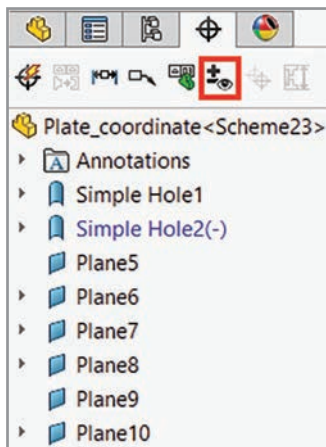 Plate_coordinate<Scheme23>
A Annotations
Simple Hole1
Simple Hole2(-)
Plane5
Plane6
Plane7
Plane8
Plane9
Plane10